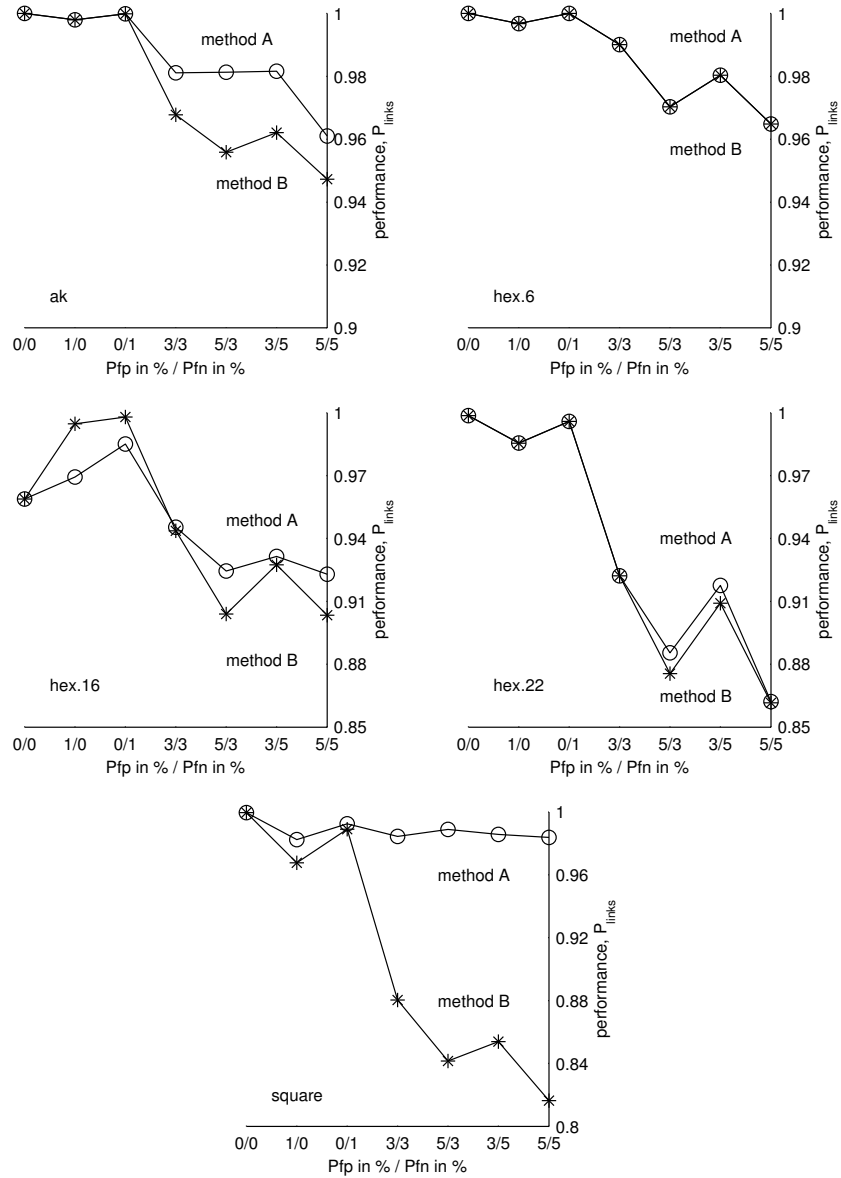 1
0.98
0.96
0.94
0.92
0.9
performance, P_links
method A
method B
ak
0/0 1/0 0/1 3/3 5/3 3/5 5/5
Pfp in % / Pfn in %
1
0.98
0.96
0.94
0.92
0.9
performance, P_links
method A
method B
hex.6
0/0 1/0 0/1 3/3 5/3 3/5 5/5
Pfp in % / Pfn in %
1
0.97
0.94
0.91
0.88
0.85
performance, P_links
method A
method B
hex.16
0/0 1/0 0/1 3/3 5/3 3/5 5/5
Pfp in % / Pfn in %
1
0.97
0.94
0.91
0.88
0.85
performance, P_links
method A
method B
hex.22
0/0 1/0 0/1 3/3 5/3 3/5 5/5
Pfp in % / Pfn in %
1
0.96
0.92
0.88
0.84
0.8
performance, P_links
method A
method B
square
0/0 1/0 0/1 3/3 5/3 3/5 5/5
Pfp in % / Pfn in %